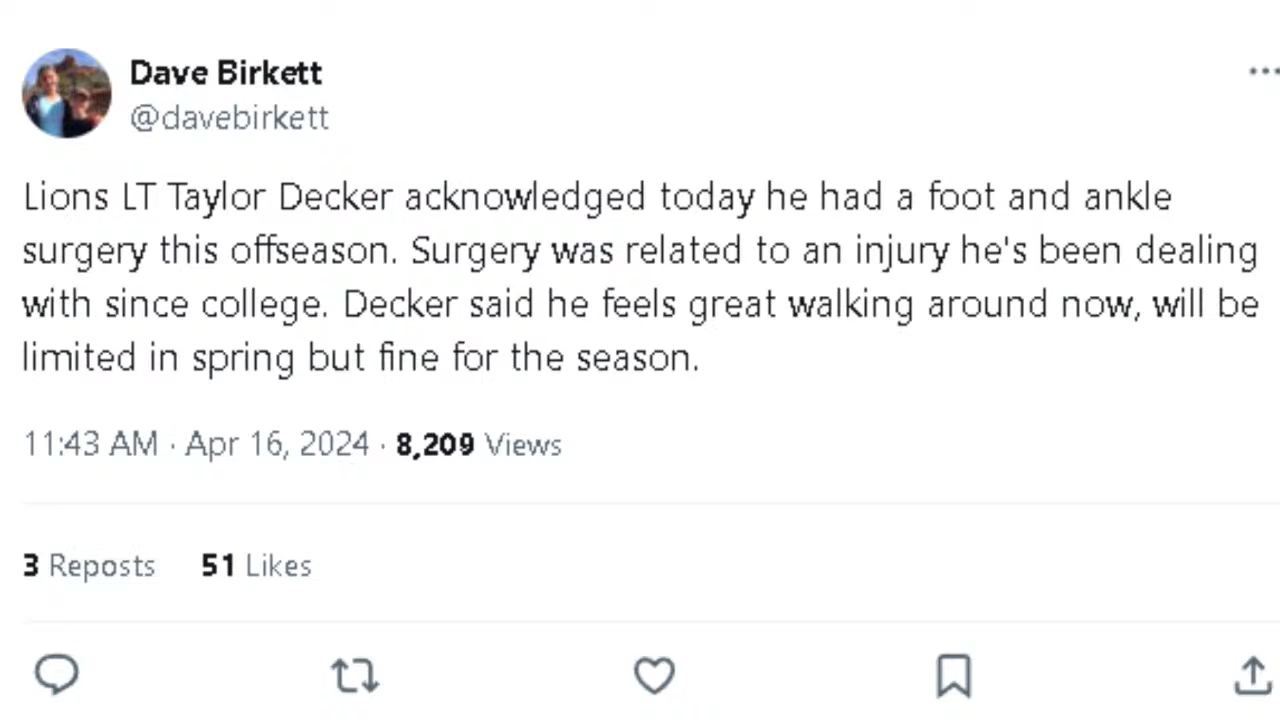 Dave Birkett
@davebirkett
Lions LT Taylor Decker acknowledged today he had a foot and ankle
surgery this offseason. Surgery was related to an injury he's been dealing
with since college. Decker said he feels great walking around now, will be
limited in spring but fine for the season.
11:43 AM · Apr 16, 2024 · 8,209 Views
3 Reposts 51 Likes